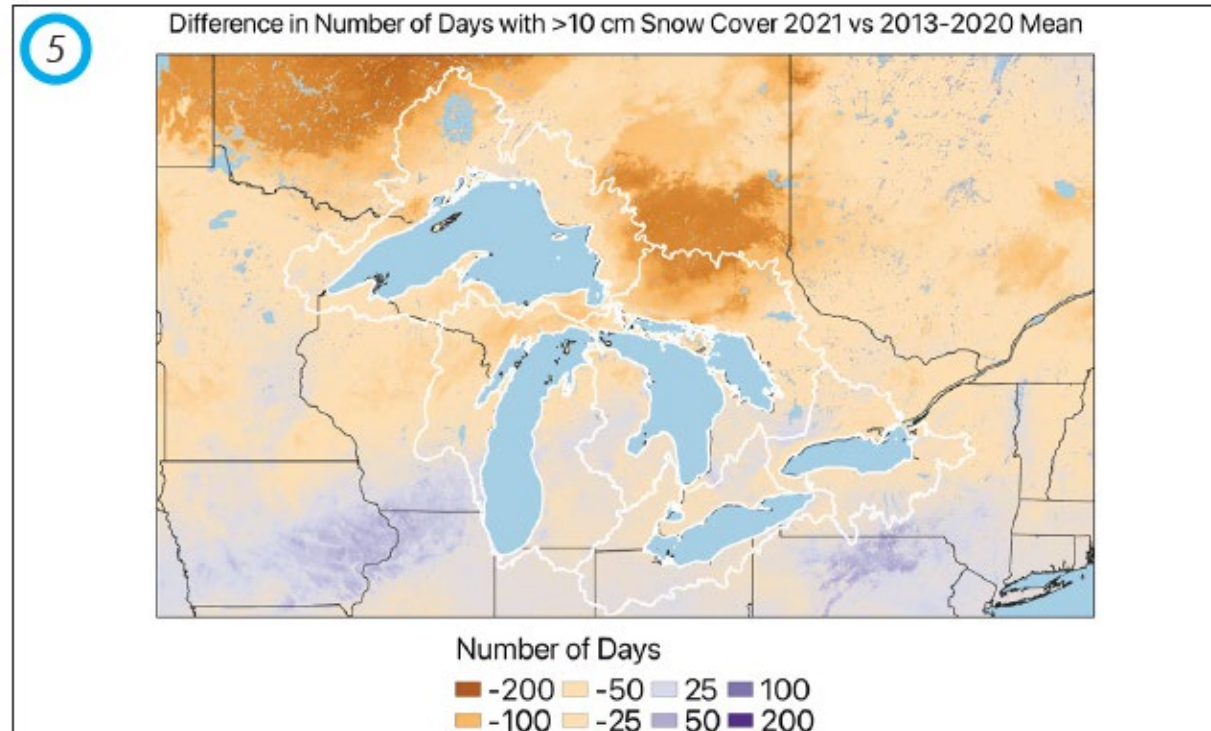 5
Difference in Number of Days with >10 cm Snow Cover 2021 vs 2013-2020 Mean
Number of Days
-200 -50 25 100
-100 -25 50 200